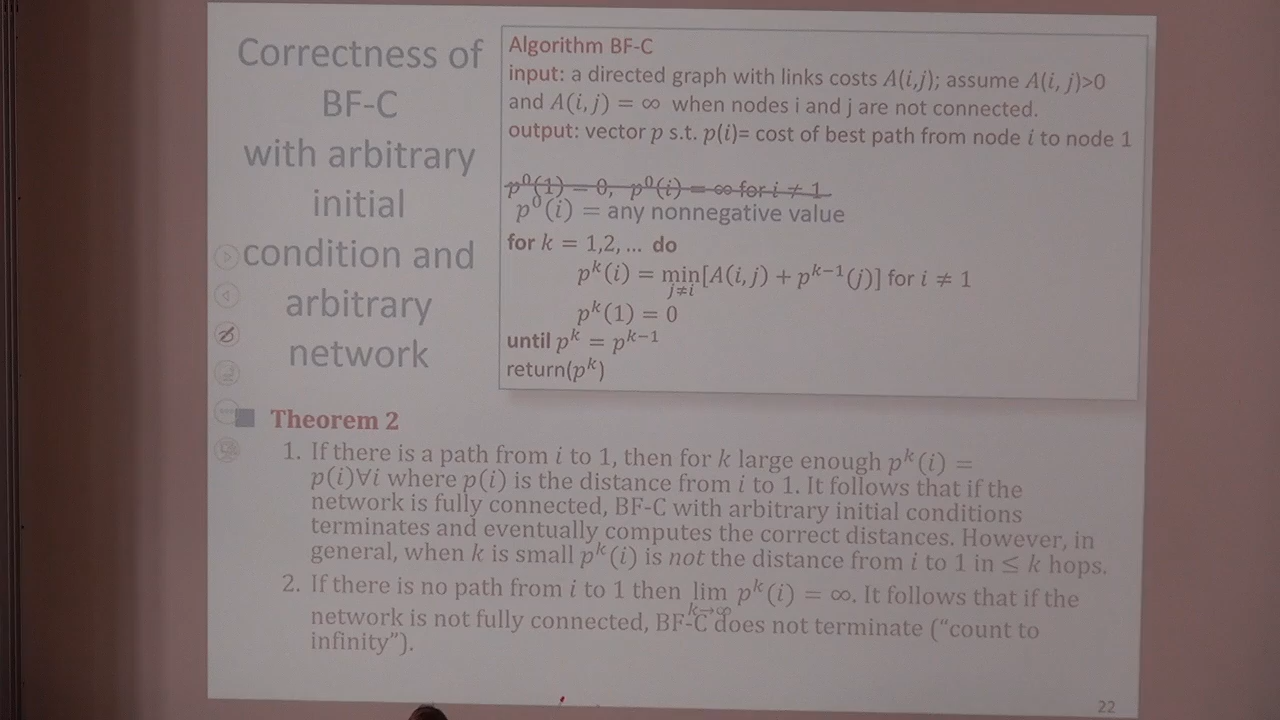 Correctness of
BF-C
with arbitrary
initial
condition and
arbitrary
network
Algorithm BF-C
input: a directed graph with links costs A(i,j); assume A(i, j)>0
and A(i, j) = ∞ when nodes i and j are not connected.
output: vector p s.t. p(i)= cost of best path from node i to node 1
p⁰(1) = 0, p⁰(i) = ∞ for i ≠ 1
p⁰(i) = any nonnegative value
for k = 1,2, … do
pᵏ(i) = min[A(i, j) + pᵏ⁻¹(j)] for i ≠ 1
j≠i
pᵏ(1) = 0
until pᵏ = pᵏ⁻¹
return(pᵏ)
Theorem 2
1. If there is a path from i to 1, then for k large enough pᵏ(i) =
p(i)∀i where p(i) is the distance from i to 1. It follows that if the
network is fully connected, BF-C with arbitrary initial conditions
terminates and eventually computes the correct distances. However, in
general, when k is small pᵏ(i) is not the distance from i to 1 in ≤ k hops.
2. If there is no path from i to 1 then lim pᵏ(i) = ∞. It follows that if the
k→∞
network is not fully connected, BF-C does not terminate ("count to
infinity").
22